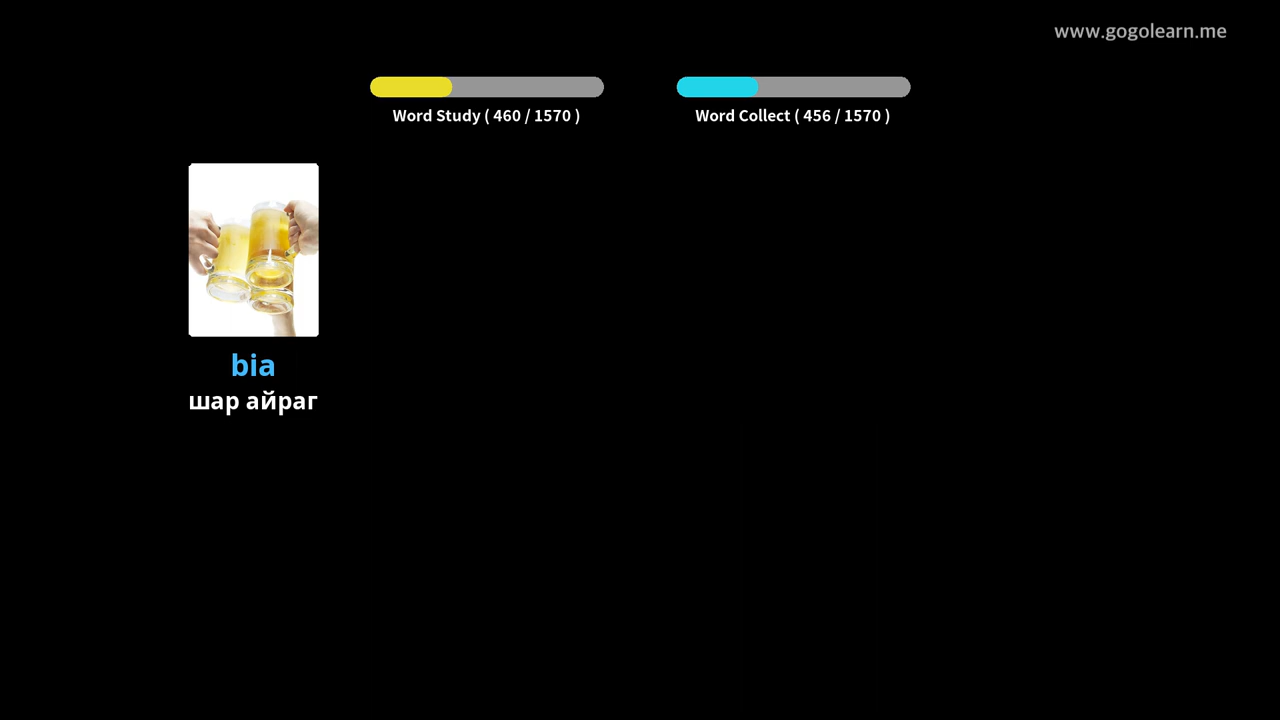 www.gogolearn.me
Word Study ( 460 / 1570 )
Word Collect ( 456 / 1570 )
bia
шар айраг